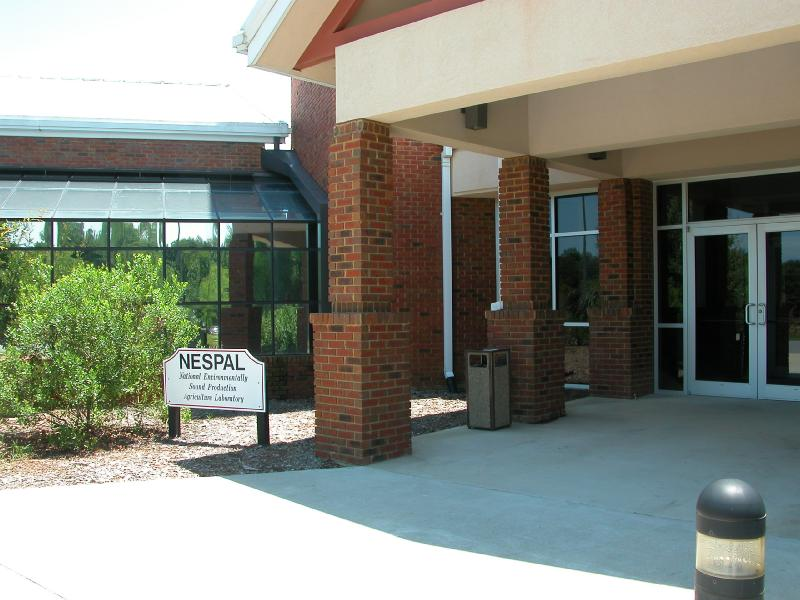 NESPAL
National Environmentally
Sound Production
Agriculture Laboratory